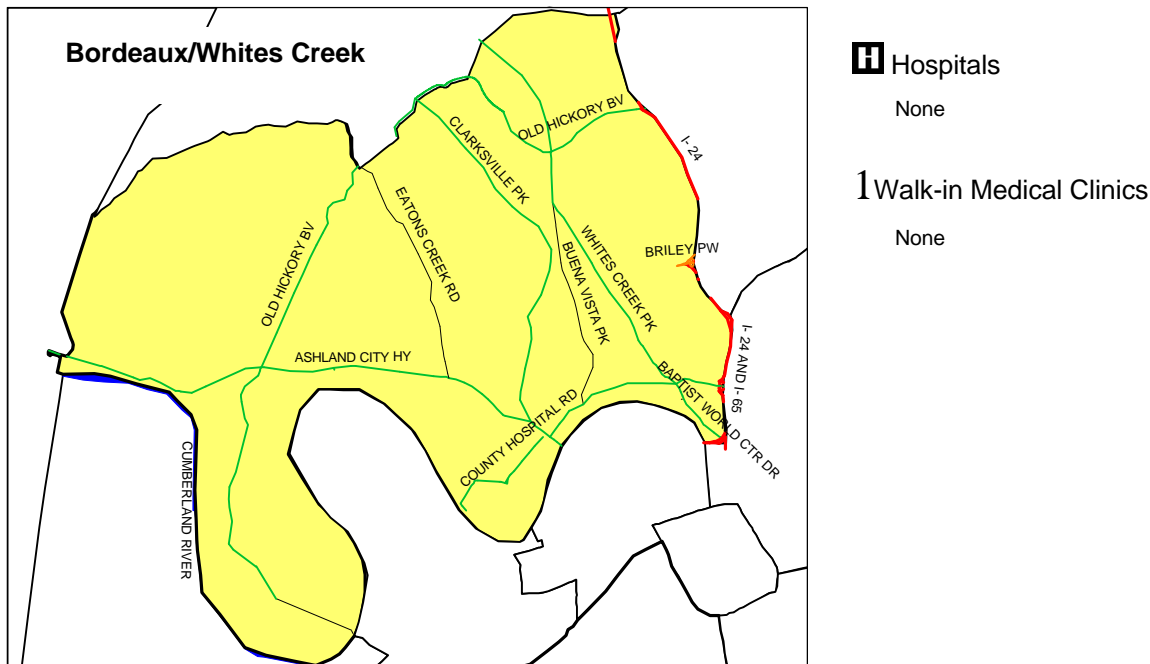 Bordeaux/Whites Creek
H Hospitals
None
1 Walk-in Medical Clinics
None
OLD HICKORY BV
CLARKSVILLE PK
I- 24
EATONS CREEK RD
OLD HICKORY BV
BUENA VISTA PK
WHITES CREEK PK
BRILEY PW
ASHLAND CITY HY
I- 24 AND I- 65
BAPTIST WORLD CTR DR
COUNTY HOSPITAL RD
CUMBERLAND RIVER